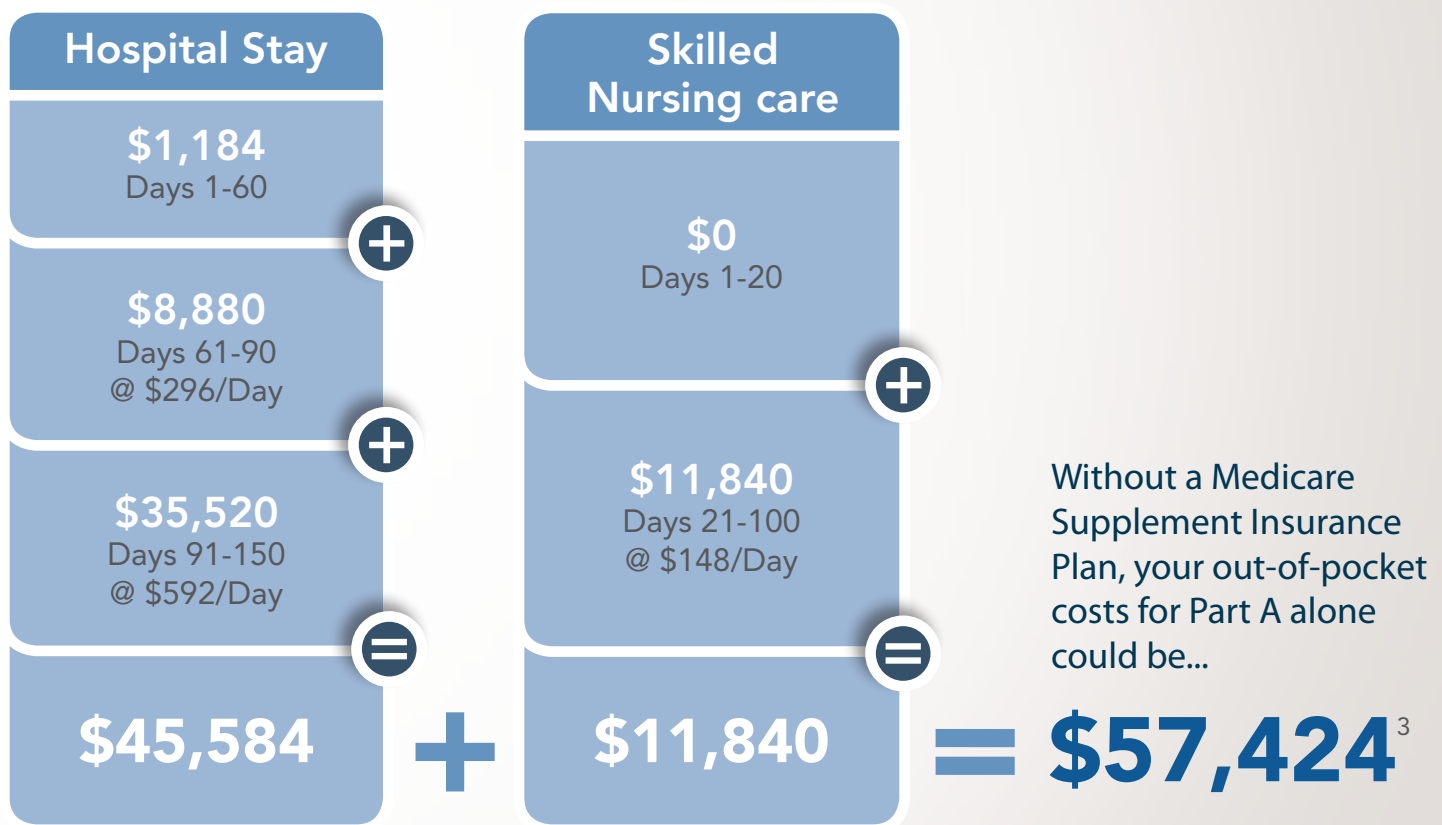 Hospital Stay
$1,184
Days 1-60
+
$8,880
Days 61-90
@ $296/Day
+
$35,520
Days 91-150
@ $592/Day
=
$45,584
+
Skilled
Nursing care
$0
Days 1-20
+
$11,840
Days 21-100
@ $148/Day
=
$11,840
=
Without a Medicare
Supplement Insurance
Plan, your out-of-pocket
costs for Part A alone
could be...
$57,424³